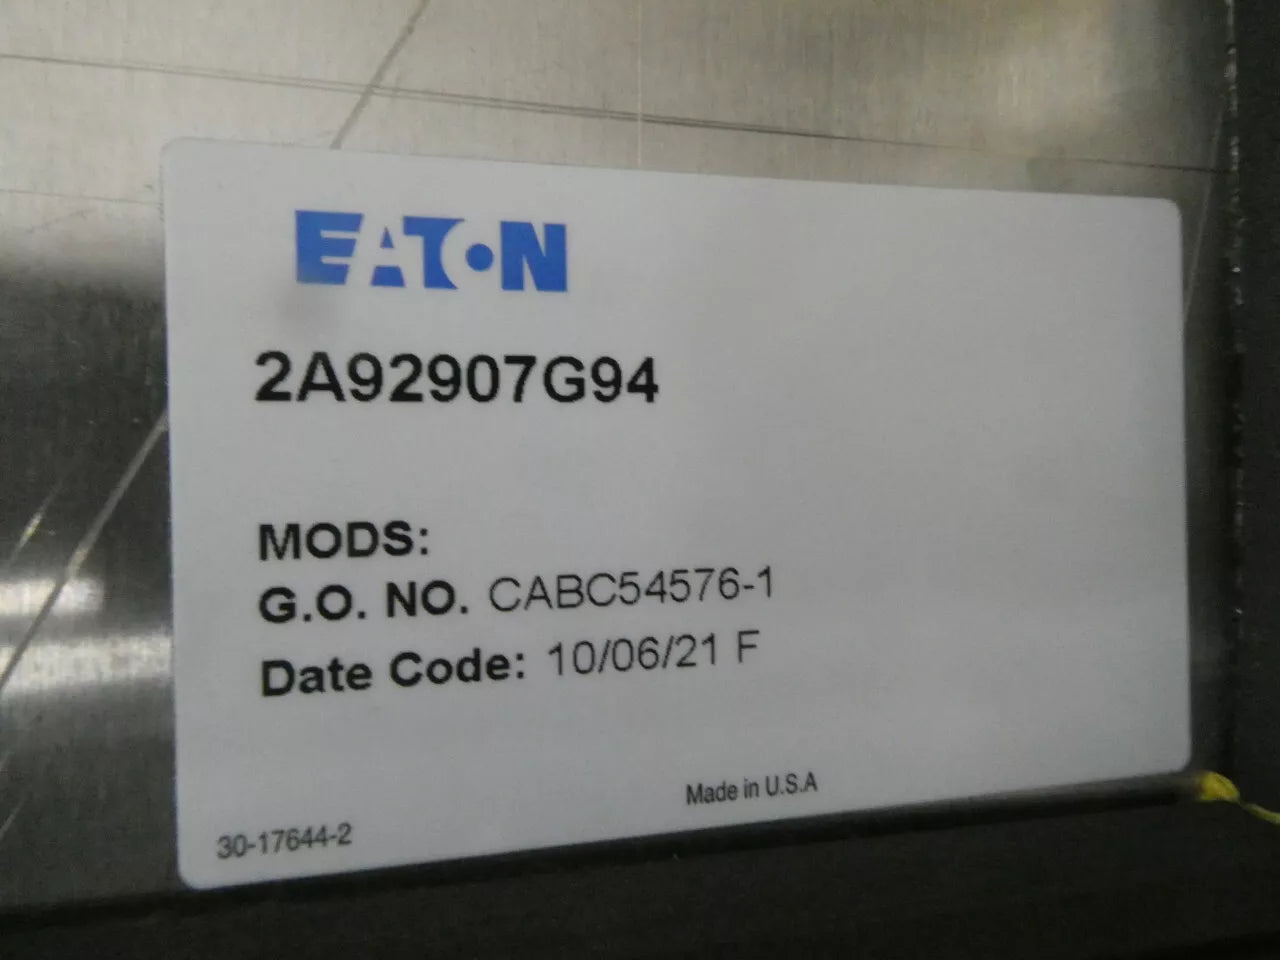 EATON
2A92907G94
MODS:
G.O. NO. CABC54576-1
Date Code: 10/06/21 F
Made in U.S.A
30-17644-2